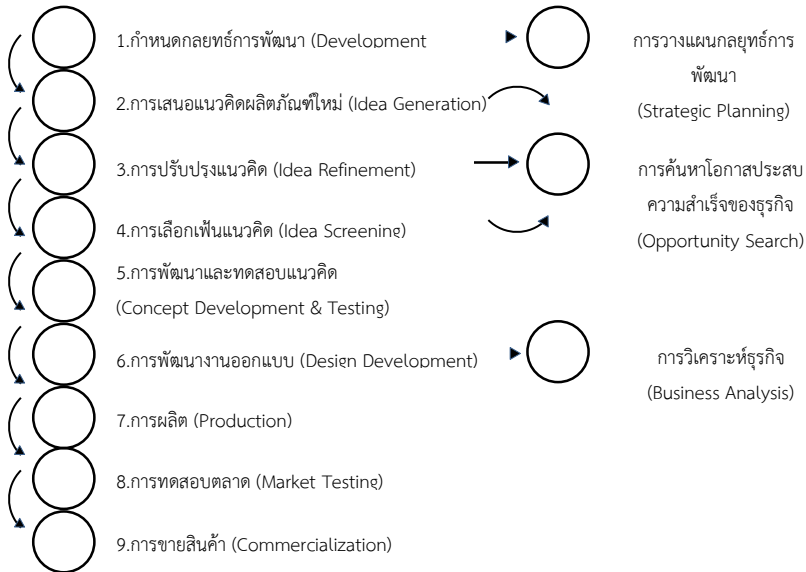 1.กำหนดกลยุทธ์การพัฒนา (Development
การวางแผนกลยุทธ์การ
พัฒนา
(Strategic Planning)
2.การเสนอแนวคิดผลิตภัณฑ์ใหม่ (Idea Generation)
3.การปรับปรุงแนวคิด (Idea Refinement)
การค้นหาโอกาสประสบ
ความสำเร็จของธุรกิจ
(Opportunity Search)
4.การเลือกเฟ้นแนวคิด (Idea Screening)
5.การพัฒนาและทดสอบแนวคิด
(Concept Development & Testing)
6.การพัฒนางานออกแบบ (Design Development)
การวิเคราะห์ธุรกิจ
(Business Analysis)
7.การผลิต (Production)
8.การทดสอบตลาด (Market Testing)
9.การขายสินค้า (Commercialization)